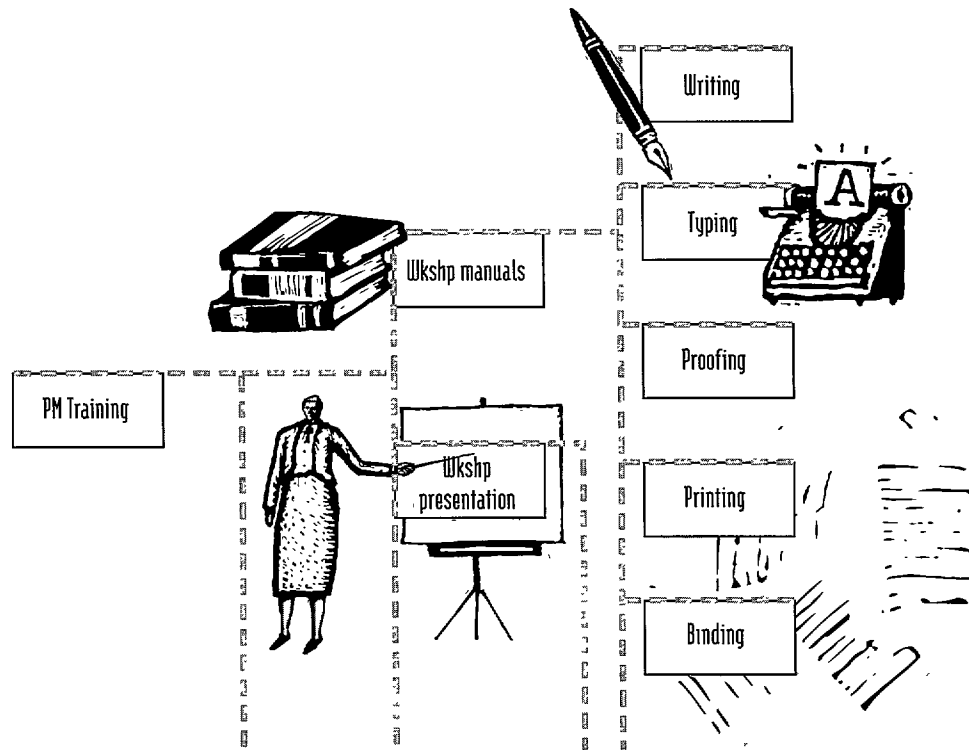 Writing
A
Typing
Wkshp manuals
Proofing
PM Training
Wkshp
presentation
Printing
Binding